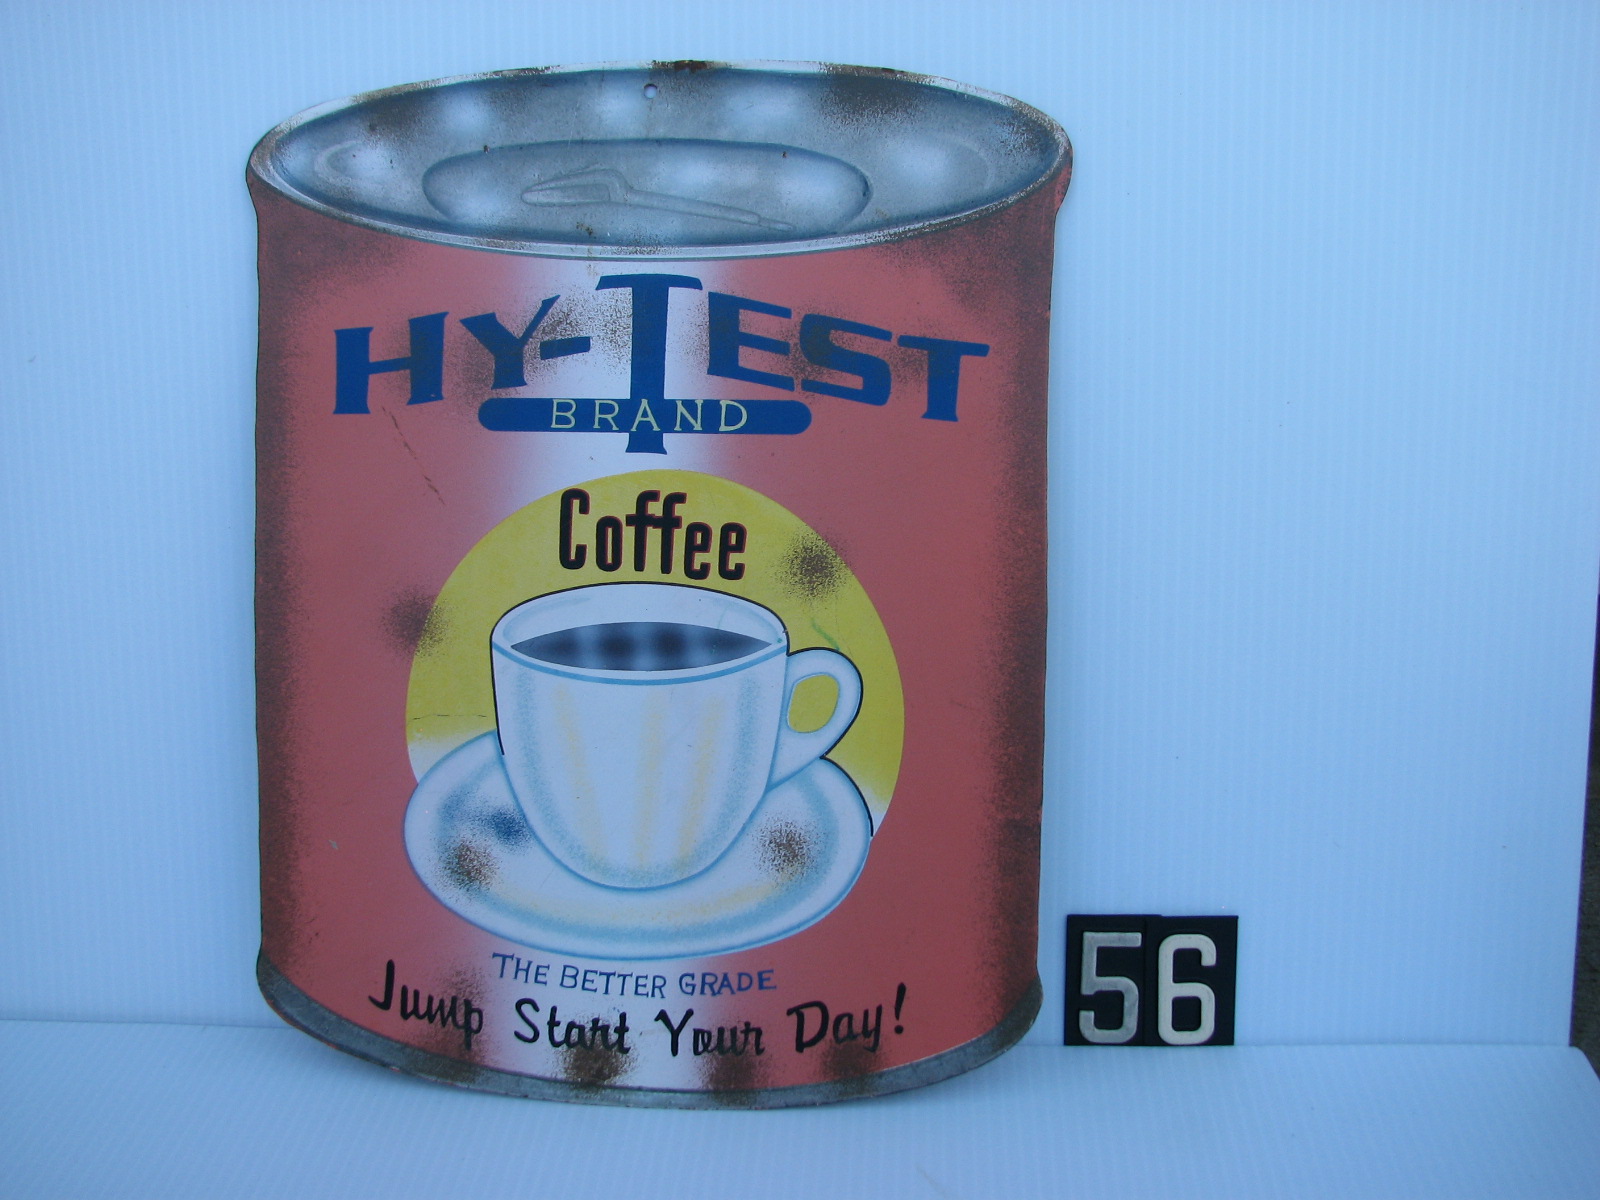 HY-TEST
BRAND
Coffee
THE BETTER GRADE
Jump Start Your Day!
56